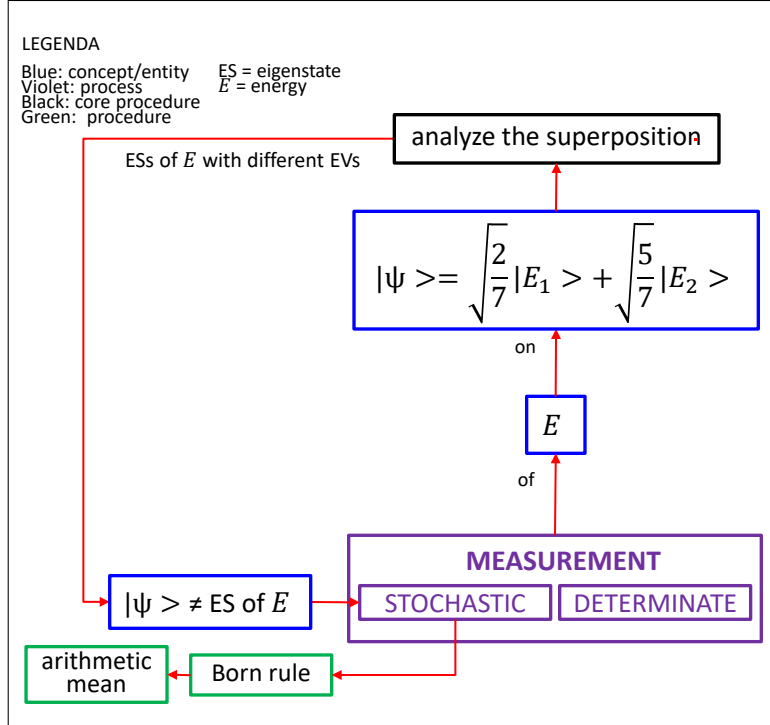 LEGENDA
Blue: concept/entity ES = eigenstate
Violet: process E = energy
Black: core procedure
Green: procedure
analyze the superposition
ESs of E with different EVs
|ψ >= √(2/7) |E₁ > + √(5/7) |E₂ >
on
E
of
MEASUREMENT
|ψ > ≠ ES of E
STOCHASTIC DETERMINATE
arithmetic
mean
Born rule